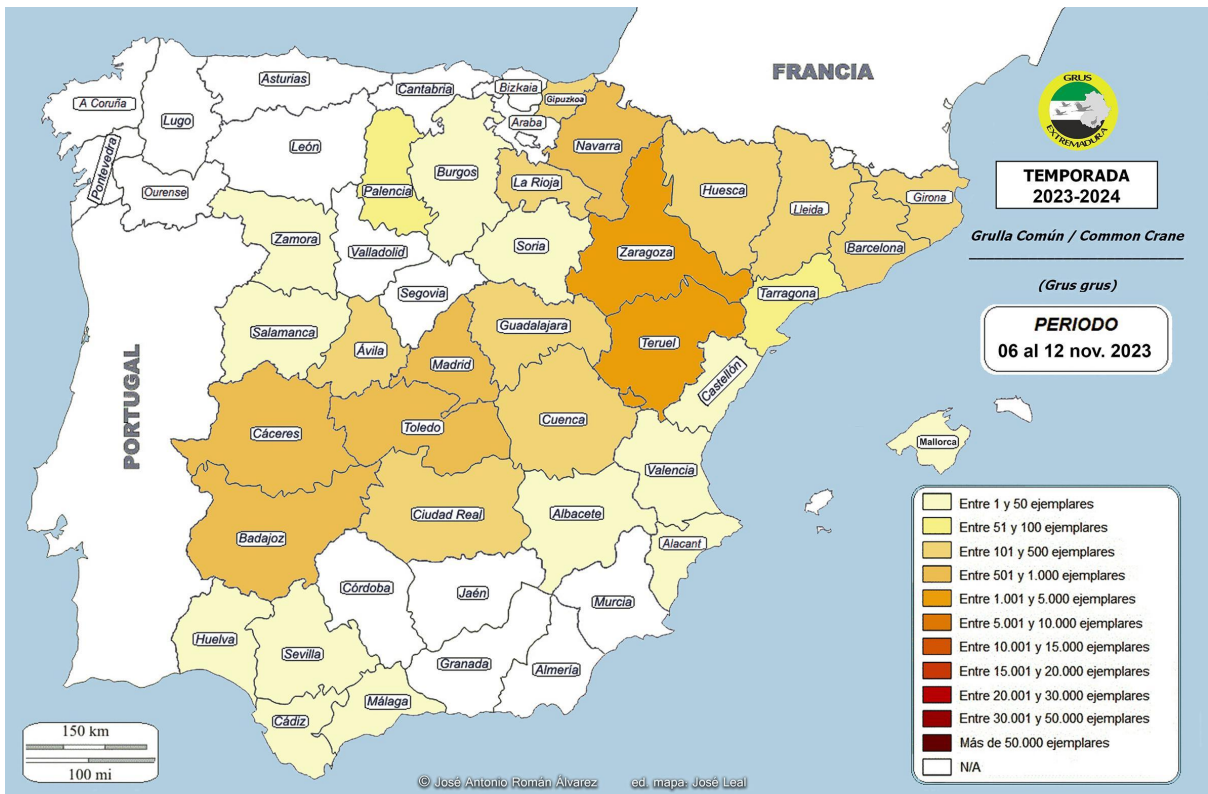 FRANCIA
GRUS
EXTREMADURA
TEMPORADA
2023-2024
Grulla Común / Common Crane
(Grus grus)
PERIODO
06 al 12 nov. 2023
A Coruña
Lugo
Asturias
Cantabria
Bizkaia
Gipuzkoa
Araba
Pontevedra
Ourense
León
Palencia
Burgos
La Rioja
Navarra
Huesca
Lleida
Girona
Barcelona
Zamora
Valladolid
Soria
Zaragoza
Tarragona
Segovia
Salamanca
Ávila
Madrid
Guadalajara
Teruel
Castellón
PORTUGAL
Cáceres
Toledo
Cuenca
Mallorca
Valencia
Badajoz
Ciudad Real
Albacete
Alacant
Córdoba
Jaén
Murcia
Huelva
Sevilla
Granada
Almería
Cádiz
Málaga
Entre 1 y 50 ejemplares
Entre 51 y 100 ejemplares
Entre 101 y 500 ejemplares
Entre 501 y 1.000 ejemplares
Entre 1.001 y 5.000 ejemplares
Entre 5.001 y 10.000 ejemplares
Entre 10.001 y 15.000 ejemplares
Entre 15.001 y 20.000 ejemplares
Entre 20.001 y 30.000 ejemplares
Entre 30.001 y 50.000 ejemplares
Más de 50.000 ejemplares
N/A
150 km
100 mi
© José Antonio Román Álvarez ed. mapa: José Leal